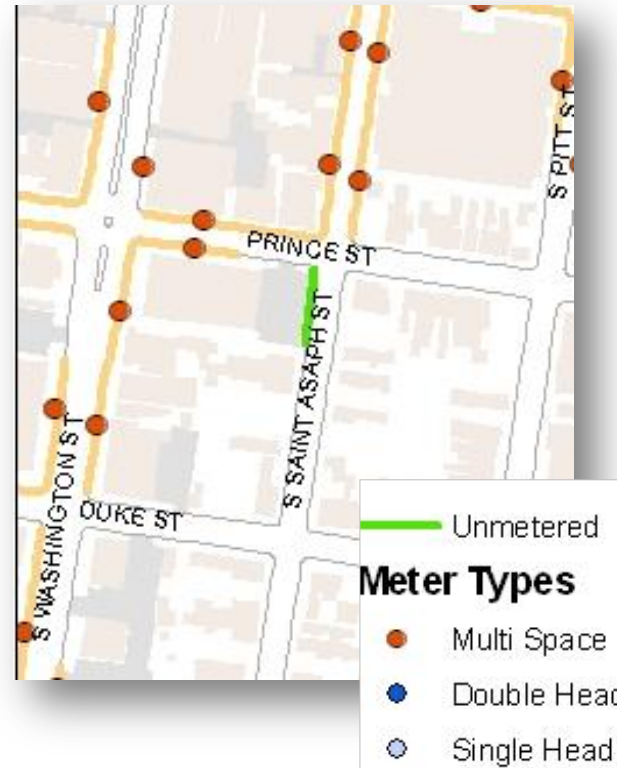 S PITT ST
PRINCE ST
S SAINT ASAPH ST
S WASHINGTON ST
DUKE ST
Unmetered
Meter Types
Multi Space
Double Head
Single Head